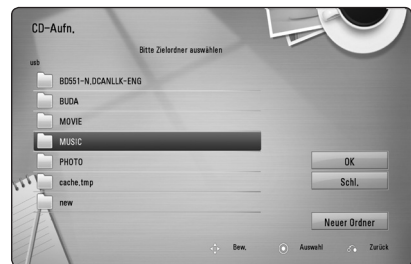 CD-Aufn.
Bitte Zielordner auswählen
usb
BD551-N.DCANLLK-ENG
BUDA
MOVIE
MUSIC
PHOTO
cache.tmp
new
OK
Schl.
Neuer Ordner
Bew.
Auswahl
Zurück